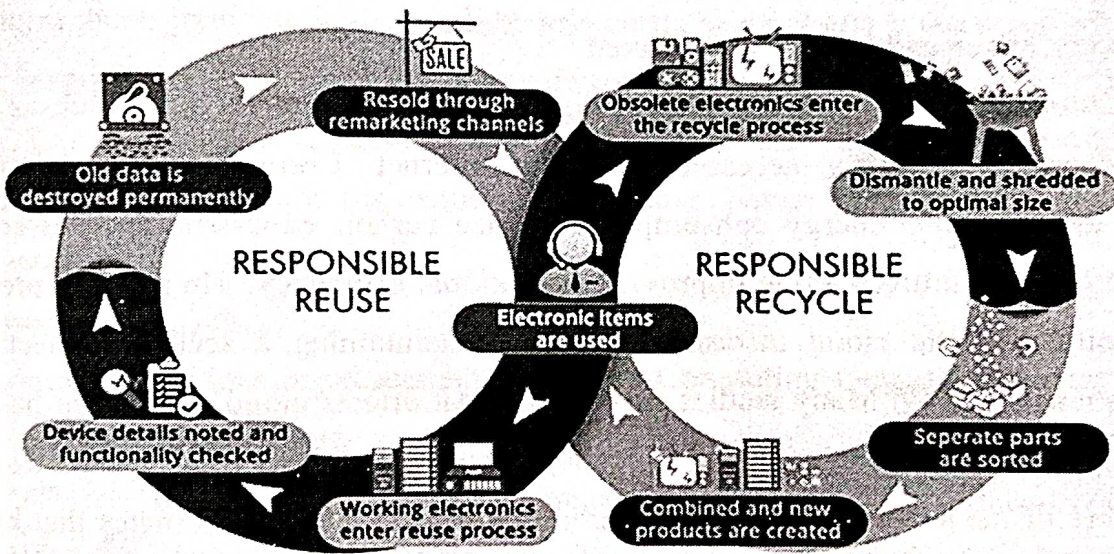 SALE
Resold through
remarketing channels
Obsolete electronics enter
the recycle process
Old data is
destroyed permanently
Dismantle and shredded
to optimal size
RESPONSIBLE
REUSE
RESPONSIBLE
RECYCLE
Electronic items
are used
Device details noted and
functionality checked
Seperate parts
are sorted
Working electronics
enter reuse process
Combined and new
products are created